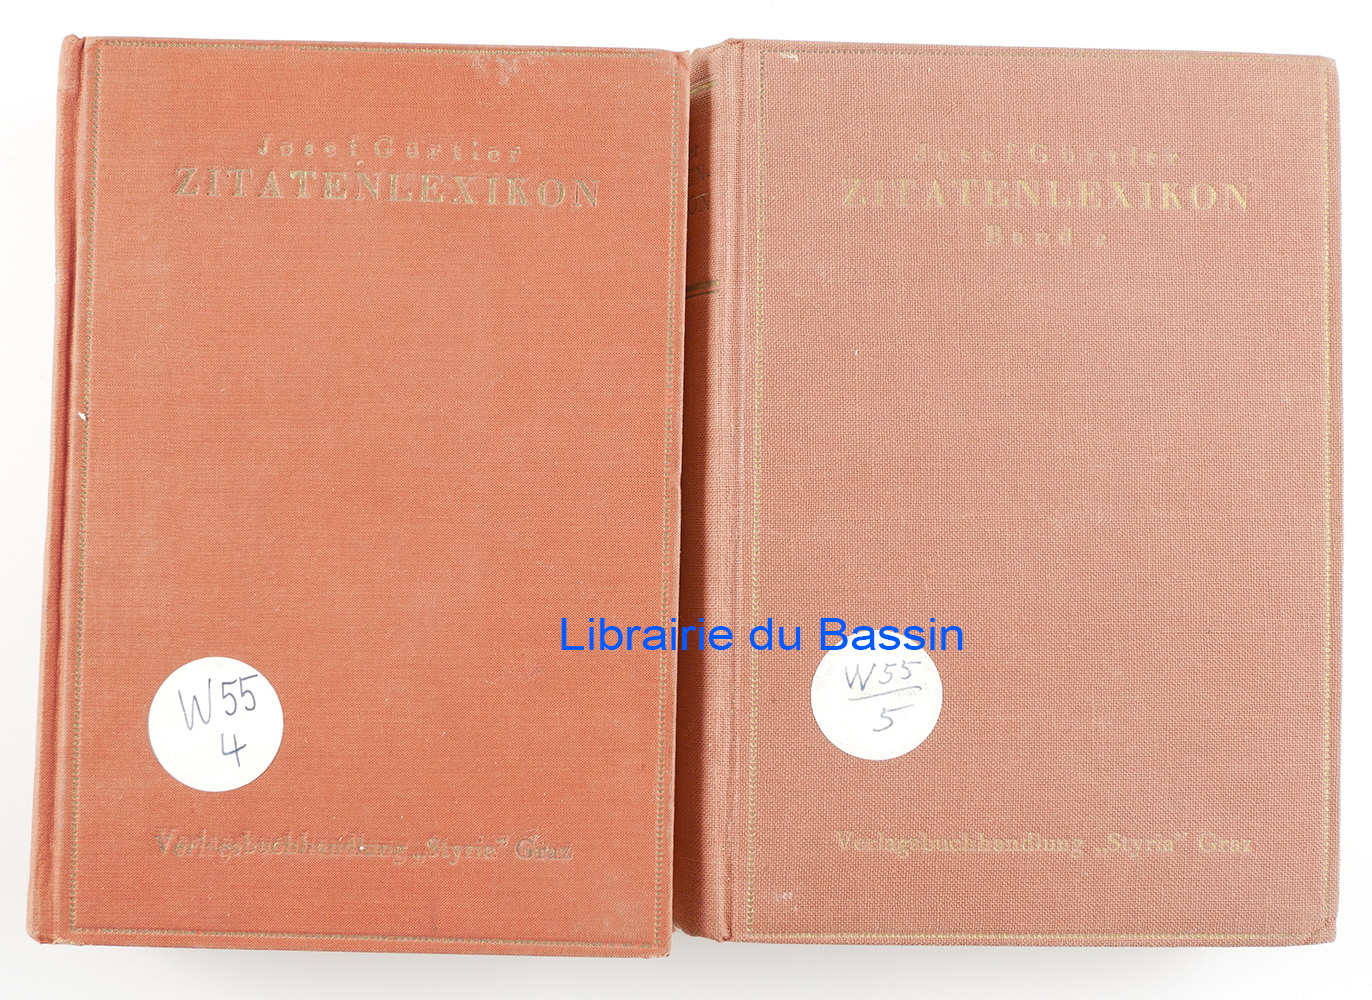 Josef Gürtler
ZITATENLEXIKON
W55
4
Verlagsbuchhandlung „Styria" Graz
Josef Gürtler
ZITATENLEXIKON
Band 2
W55
5
Verlagsbuchhandlung „Styria" Graz
Librairie du Bassin